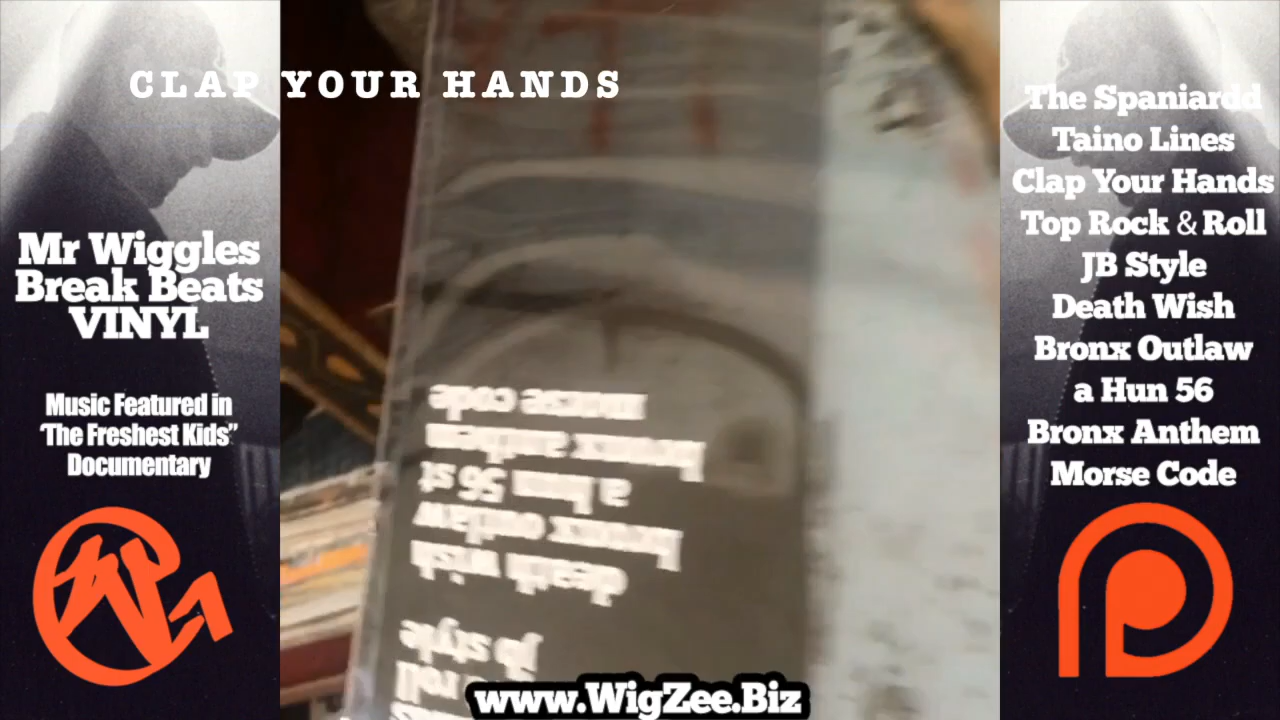 CLAP YOUR HANDS
Mr Wiggles
Break Beats
VINYL
Music Featured in
"The Freshest Kids"
Documentary
The Spaniardd
Taino Lines
Clap Your Hands
Top Rock & Roll
JB Style
Death Wish
Bronx Outlaw
a Hun 56
Bronx Anthem
Morse Code
morse code
bronx anthem
a hun 56 st
bronx outlaw
death wish
jb style
roll
www.WigZee.Biz